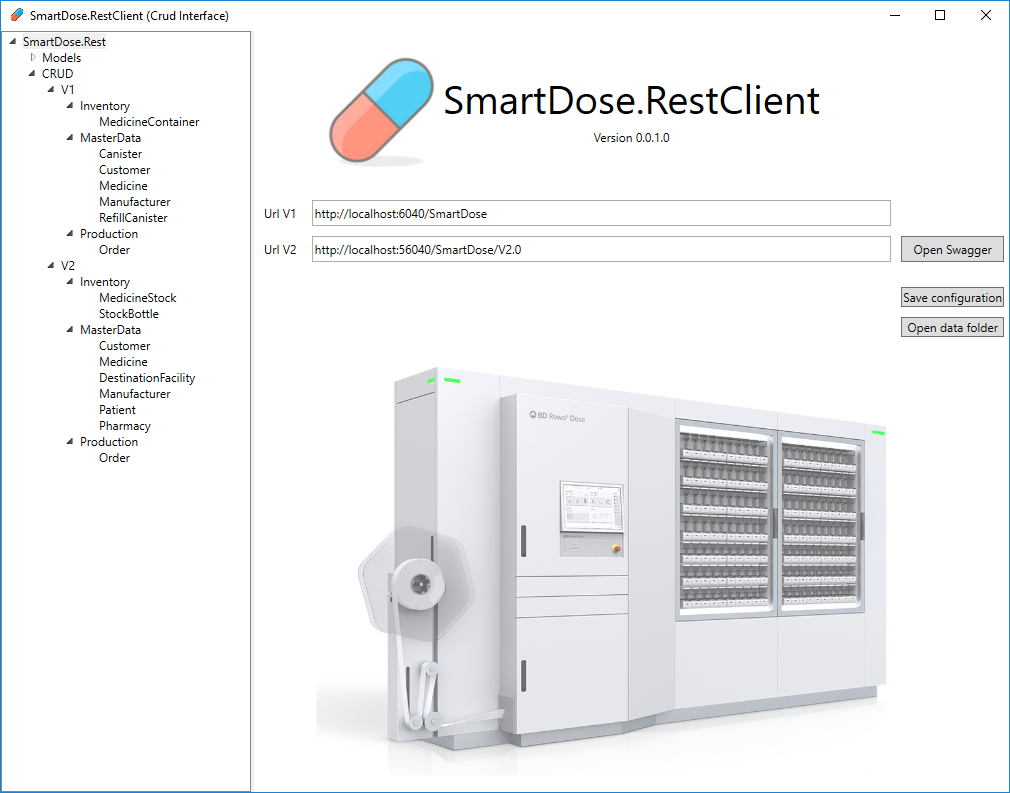 SmartDose.RestClient (Crud Interface)
SmartDose.Rest
Models
CRUD
V1
Inventory
MedicineContainer
MasterData
Canister
Customer
Medicine
Manufacturer
RefillCanister
Production
Order
V2
Inventory
MedicineStock
StockBottle
MasterData
Customer
Medicine
DestinationFacility
Manufacturer
Patient
Pharmacy
Production
Order
SmartDose.RestClient
Version 0.0.1.0
Url V1 http://localhost:6040/SmartDose
Url V2 http://localhost:56040/SmartDose/V2.0 Open Swagger
Save configuration
Open data folder
BD Rowa® Dose